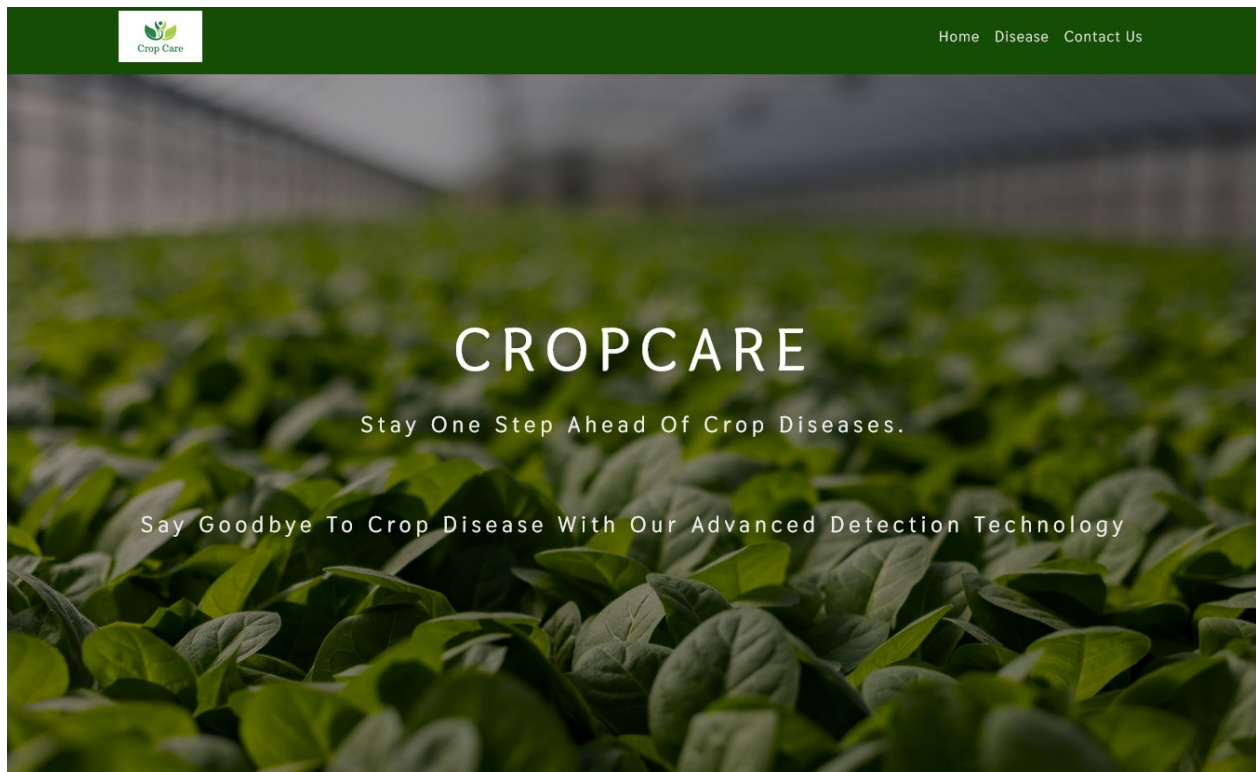 Crop Care
Home Disease Contact Us
CROPCARE
Stay One Step Ahead Of Crop Diseases.
Say Goodbye To Crop Disease With Our Advanced Detection Technology